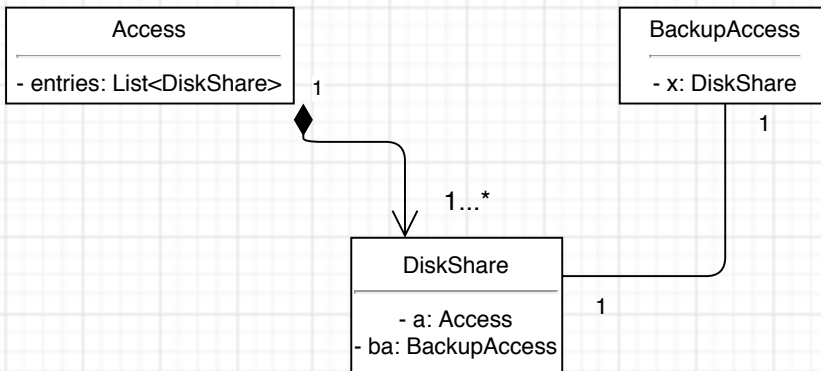 Access
- entries: List<DiskShare>
1
BackupAccess
- x: DiskShare
1
1...*
DiskShare
- a: Access
- ba: BackupAccess
1